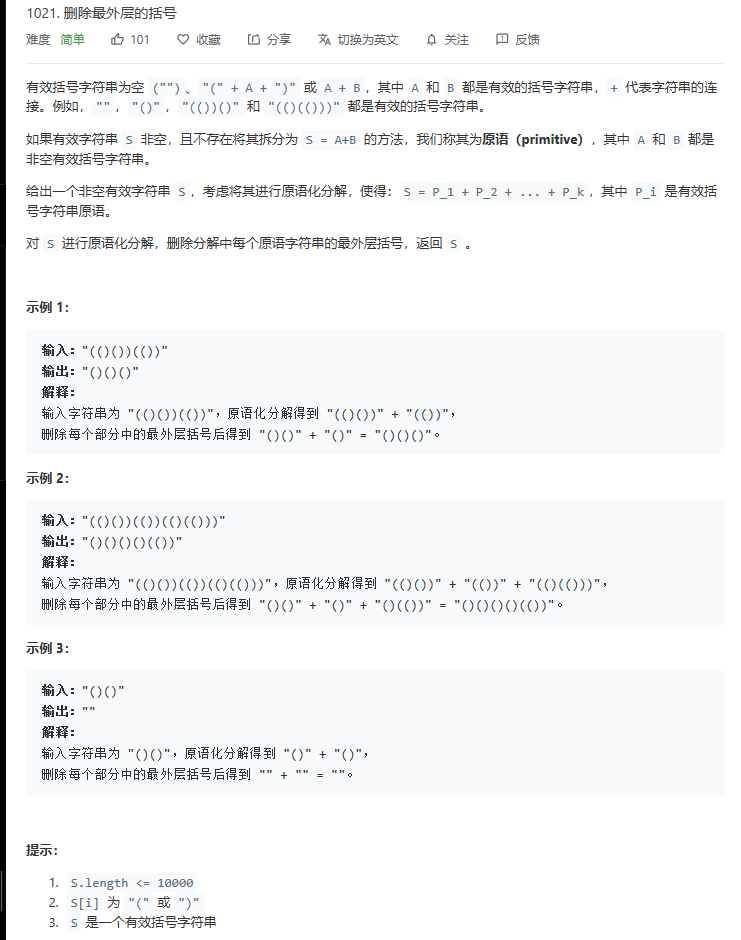 1021. 删除最外层的括号
难度 简单 101 收藏 分享 切换为英文 关注 反馈
有效括号字符串为空 ("")、"(" + A + ")" 或 A + B，其中 A 和 B 都是有效的括号字符串，+ 代表字符串的连
接。例如，""，"()"，"(())()" 和 "(()(()))" 都是有效的括号字符串。
如果有效字符串 S 非空，且不存在将其拆分为 S = A+B 的方法，我们称其为原语（primitive），其中 A 和 B 都是
非空有效括号字符串。
给出一个非空有效字符串 S，考虑将其进行原语化分解，使得：S = P_1 + P_2 + ... + P_k，其中 P_i 是有效括
号字符串原语。
对 S 进行原语化分解，删除分解中每个原语字符串的最外层括号，返回 S 。
示例 1：
输入："(()())(())"
输出："()()()"
解释：
输入字符串为 "(()())(())"，原语化分解得到 "(()())" + "(())"，
删除每个部分中的最外层括号后得到 "()()" + "()" = "()()()"。
示例 2：
输入："(()())(())(()(()))"
输出："()()()()(())"
解释：
输入字符串为 "(()())(())(()(()))"，原语化分解得到 "(()())" + "(())" + "(()(()))"，
删除每个部分中的最外层括号后得到 "()()" + "()" + "()(())" = "()()()()(())"。
示例 3：
输入："()()"
输出：""
解释：
输入字符串为 "()()"，原语化分解得到 "()" + "()"，
删除每个部分中的最外层括号后得到 "" + "" = ""。
提示：
1. S.length <= 10000
2. S[i] 为 "(" 或 ")"
3. S 是一个有效括号字符串